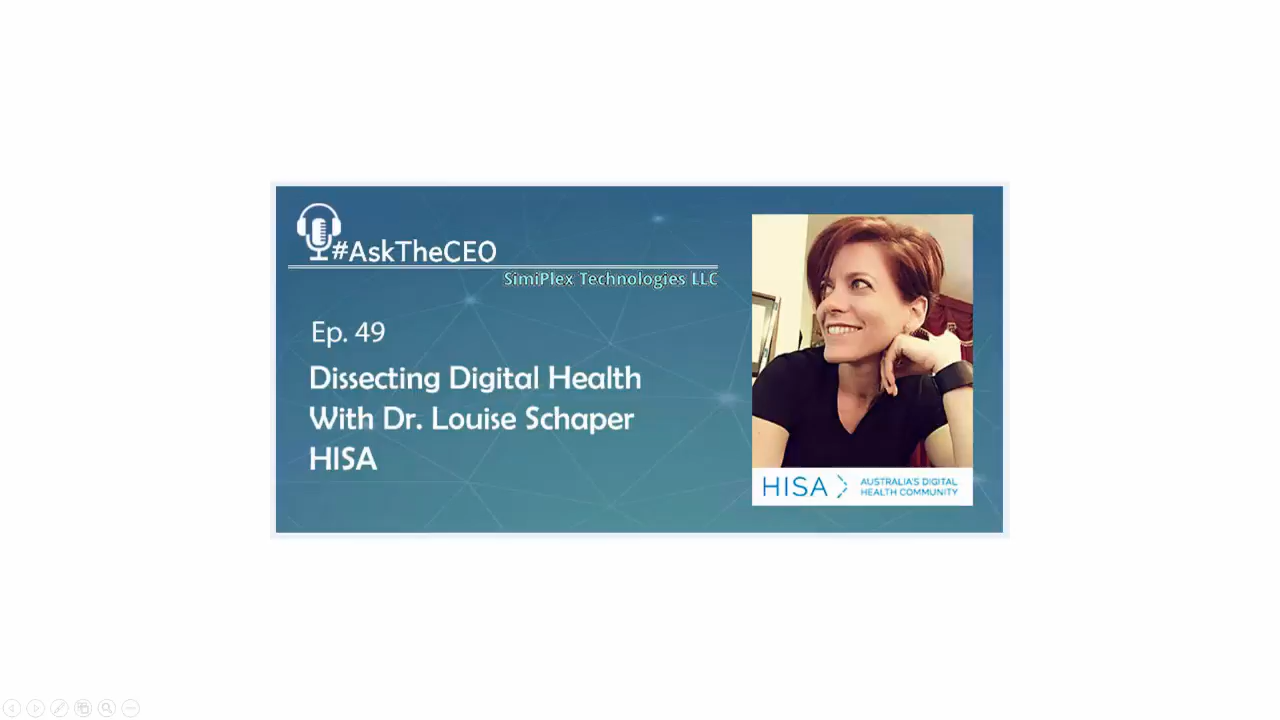 #AskTheCEO
SimiPlex Technologies LLC
Ep. 49
Dissecting Digital Health
With Dr. Louise Schaper
HISA
HISA
AUSTRALIA'S DIGITAL
HEALTH COMMUNITY